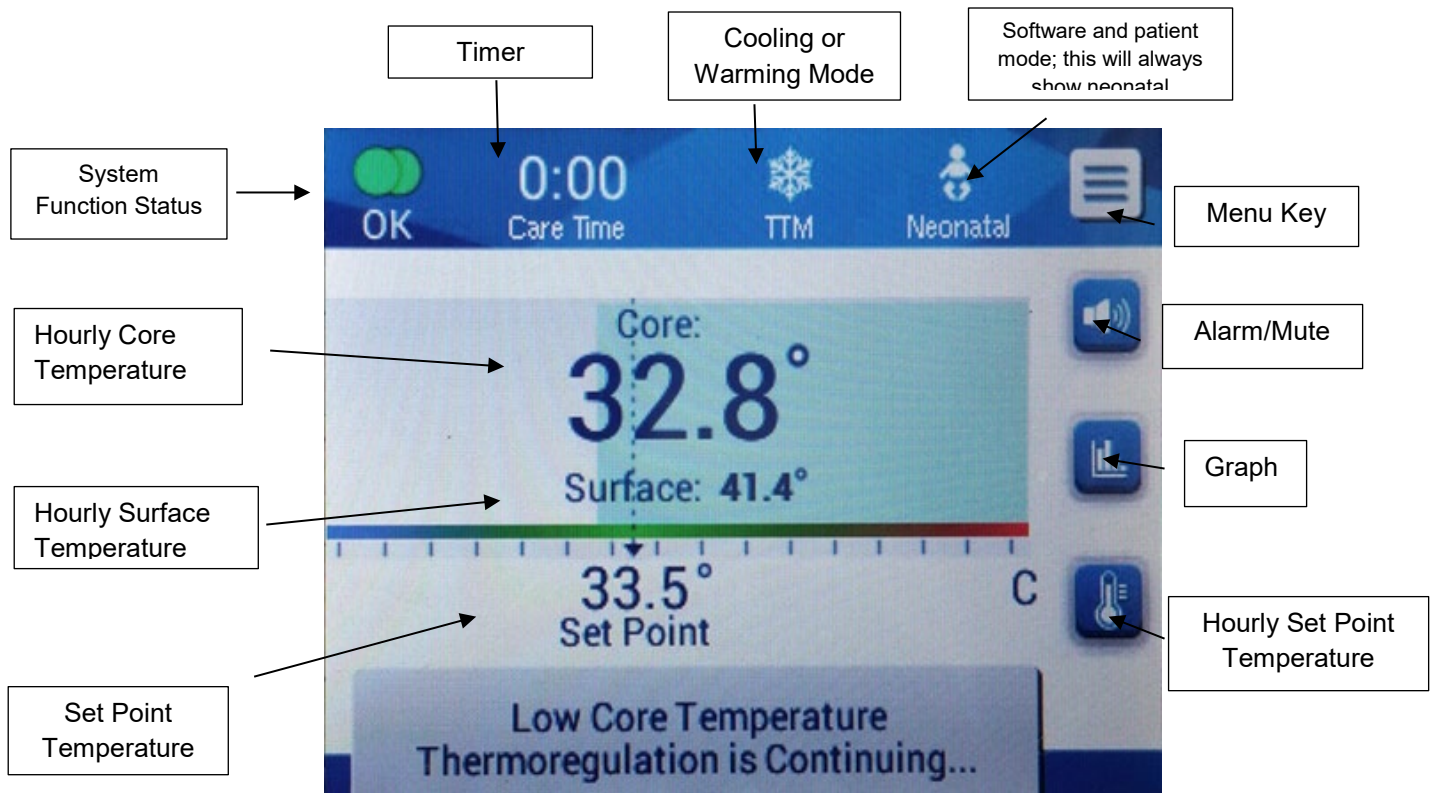 Timer
Cooling or
Warming Mode
Software and patient
mode; this will always
show neonatal
System
Function Status
OK
0:00
Care Time
TTM
Neonatal
Menu Key
Hourly Core
Temperature
Core:
32.8°
Alarm/Mute
Surface: 41.4°
Graph
Hourly Surface
Temperature
33.5°
C
Set Point
Hourly Set Point
Temperature
Set Point
Temperature
Low Core Temperature
Thermoregulation is Continuing...